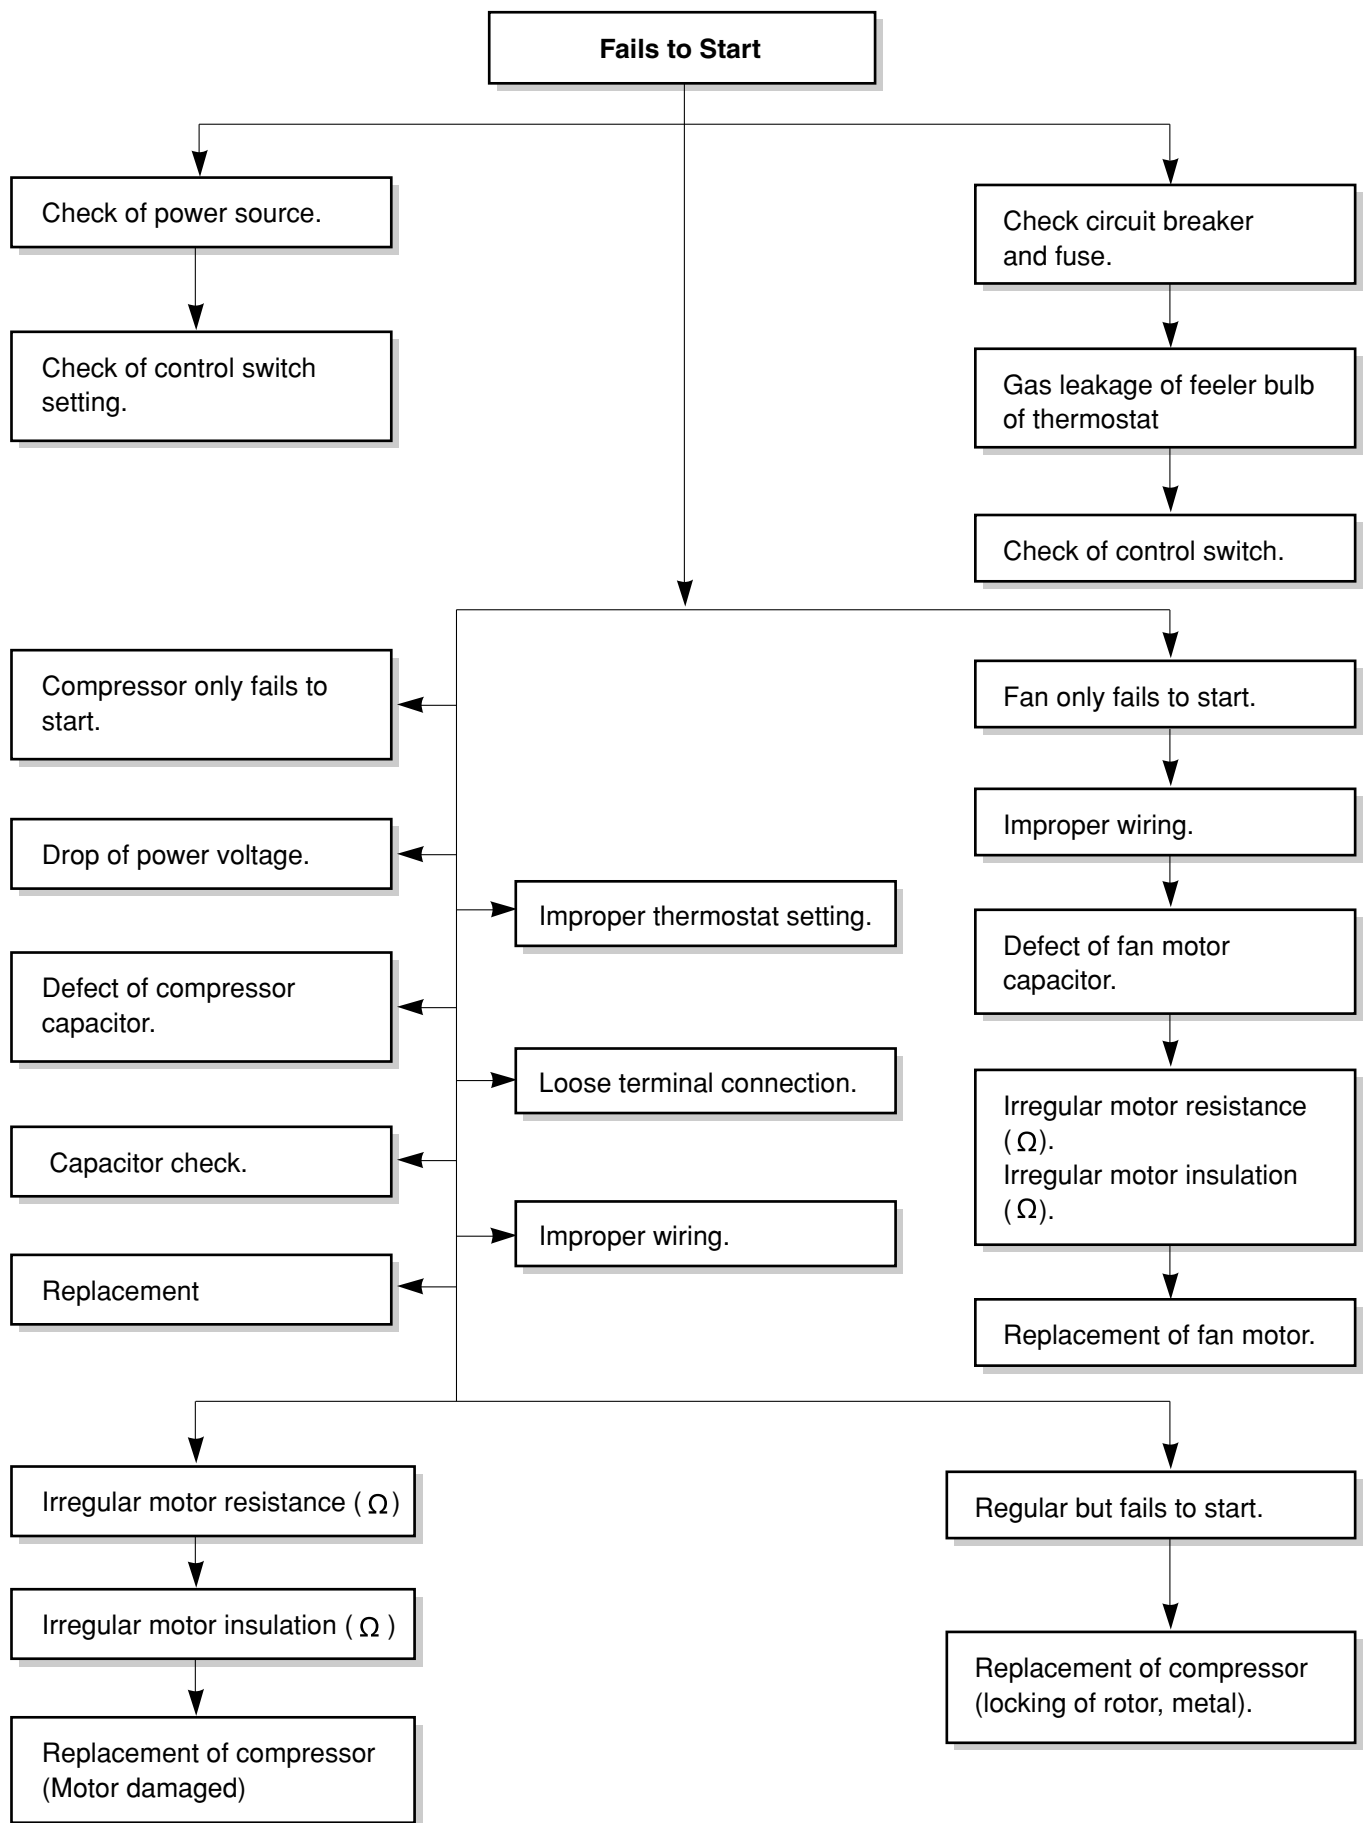 Fails to Start
Check of power source.
Check circuit breaker
and fuse.
Check of control switch
setting.
Gas leakage of feeler bulb
of thermostat
Check of control switch.
Compressor only fails to
start.
Fan only fails to start.
Drop of power voltage.
Improper wiring.
Improper thermostat setting.
Defect of fan motor
capacitor.
Defect of compressor
capacitor.
Loose terminal connection.
Irregular motor resistance
(Ω).
Irregular motor insulation
(Ω).
Capacitor check.
Improper wiring.
Replacement
Replacement of fan motor.
Irregular motor resistance (Ω)
Regular but fails to start.
Irregular motor insulation (Ω )
Replacement of compressor
(locking of rotor, metal).
Replacement of compressor
(Motor damaged)